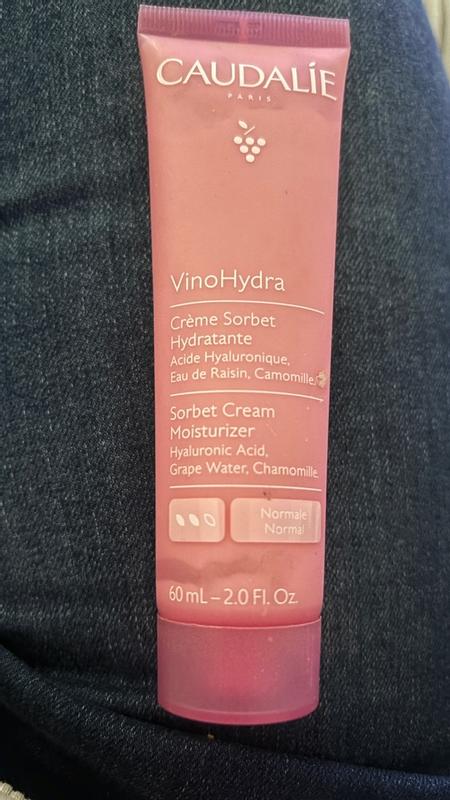 CAUDALÍE
PARIS
VinoHydra
Crème Sorbet
Hydratante
Acide Hyaluronique,
Eau de Raisin, Camomille
Sorbet Cream
Moisturizer
Hyaluronic Acid,
Grape Water, Chamomille
Normale
Normal
60 mL – 2.0 Fl. Oz.